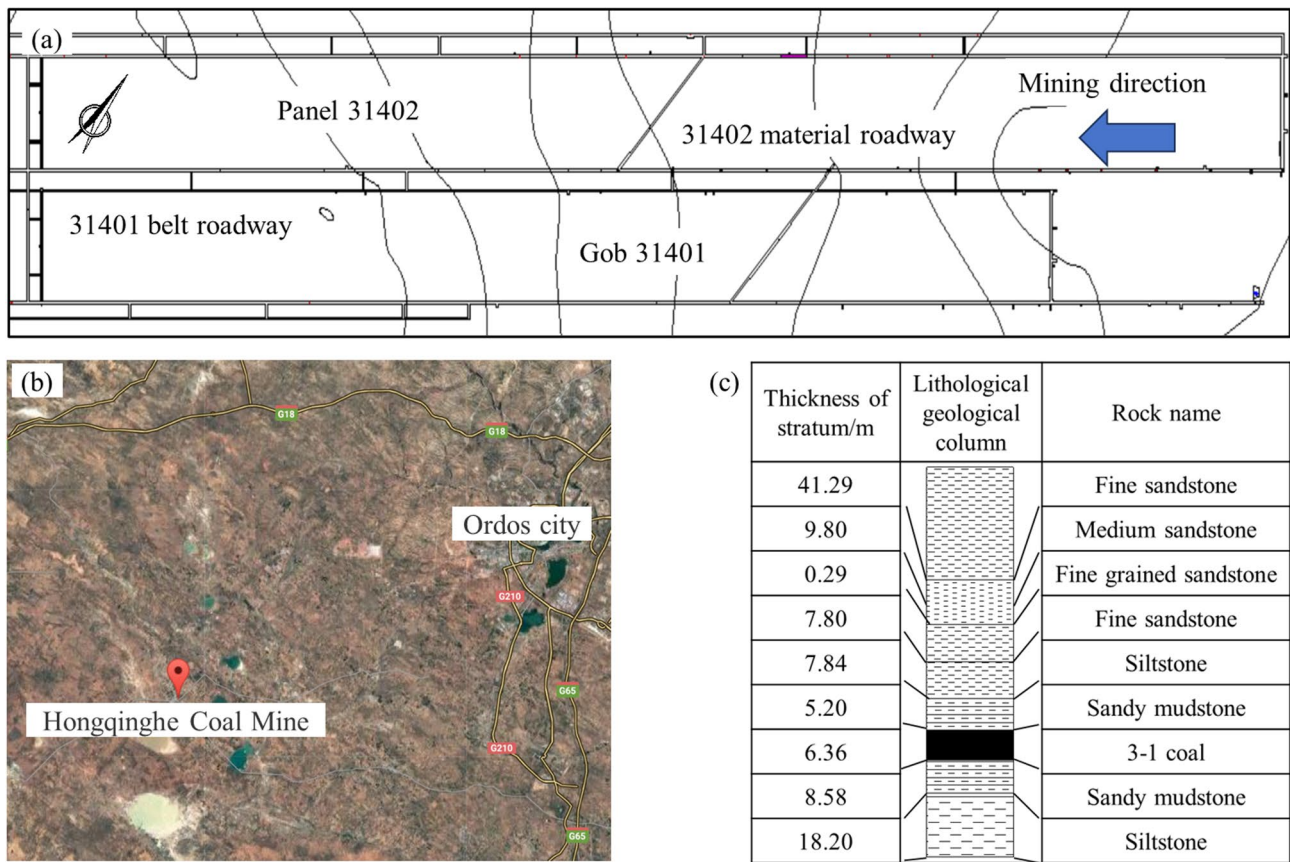 (a)
Panel 31402
Mining direction
31402 material roadway
31401 belt roadway
Gob 31401
(b)
G18
G18
Ordos city
G210
G65
Hongqinghe Coal Mine
G210
G65
(c)
Thickness of
stratum/m
Lithological
geological
column
Rock name
41.29
Fine sandstone
9.80
Medium sandstone
0.29
Fine grained sandstone
7.80
Fine sandstone
7.84
Siltstone
5.20
Sandy mudstone
6.36
3-1 coal
8.58
Sandy mudstone
18.20
Siltstone